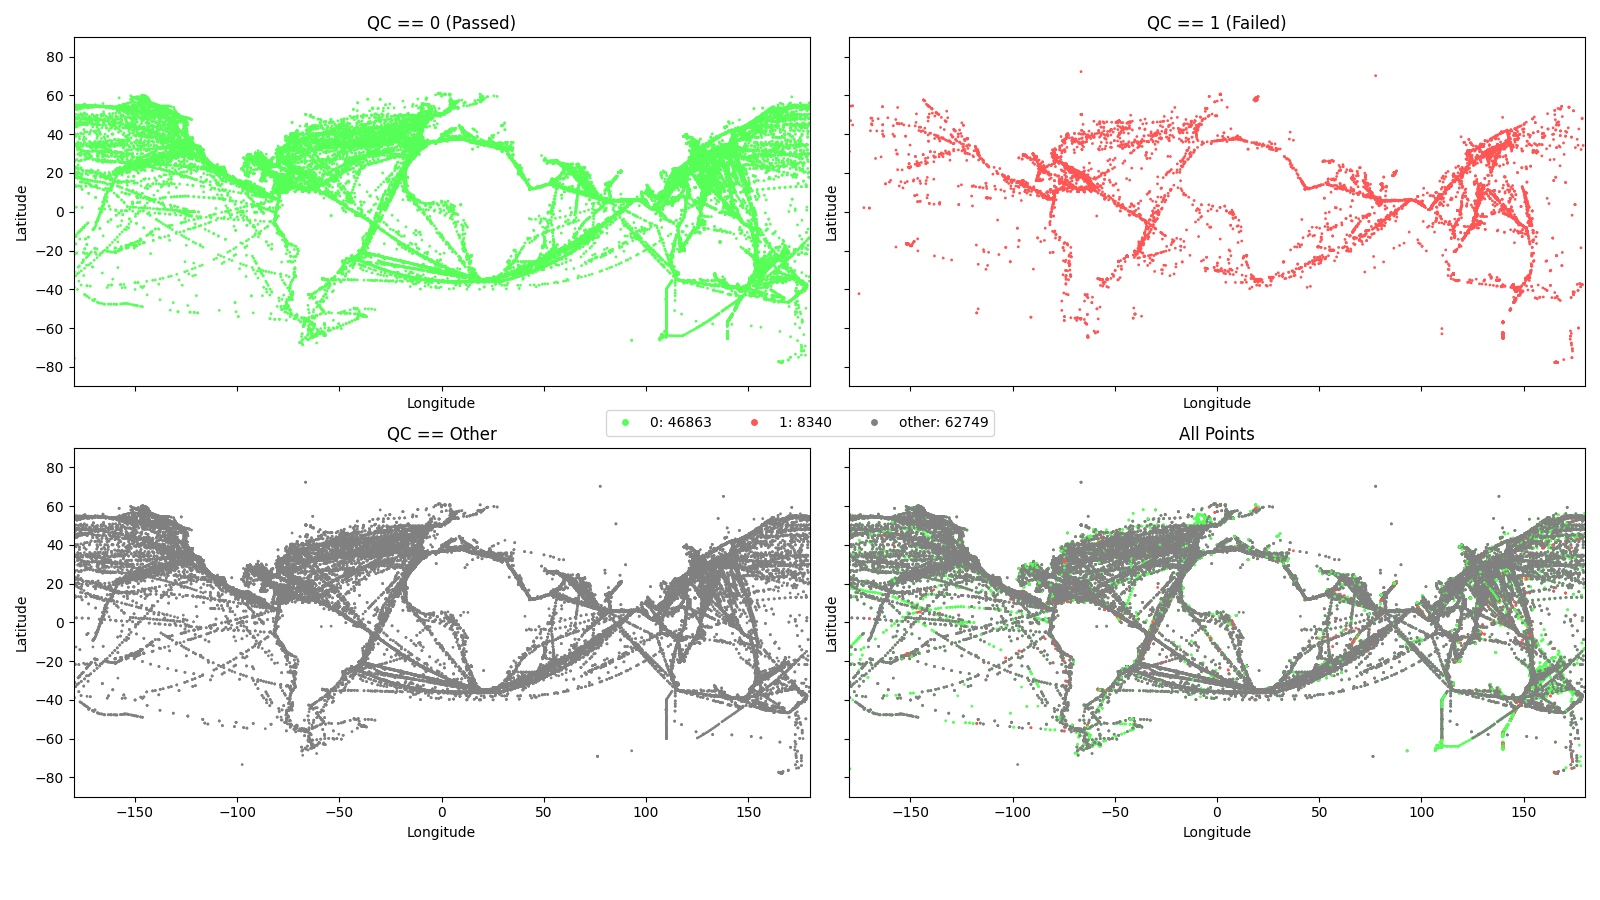 QC == 0 (Passed)
QC == 1 (Failed)
80
60
40
20
0
−20
−40
−60
−80
Latitude
Latitude
Longitude
Longitude
0: 46863
1: 8340
other: 62749
QC == Other
All Points
80
60
40
20
0
−20
−40
−60
−80
Latitude
Latitude
−150
−100
−50
0
50
100
150
−150
−100
−50
0
50
100
150
Longitude
Longitude